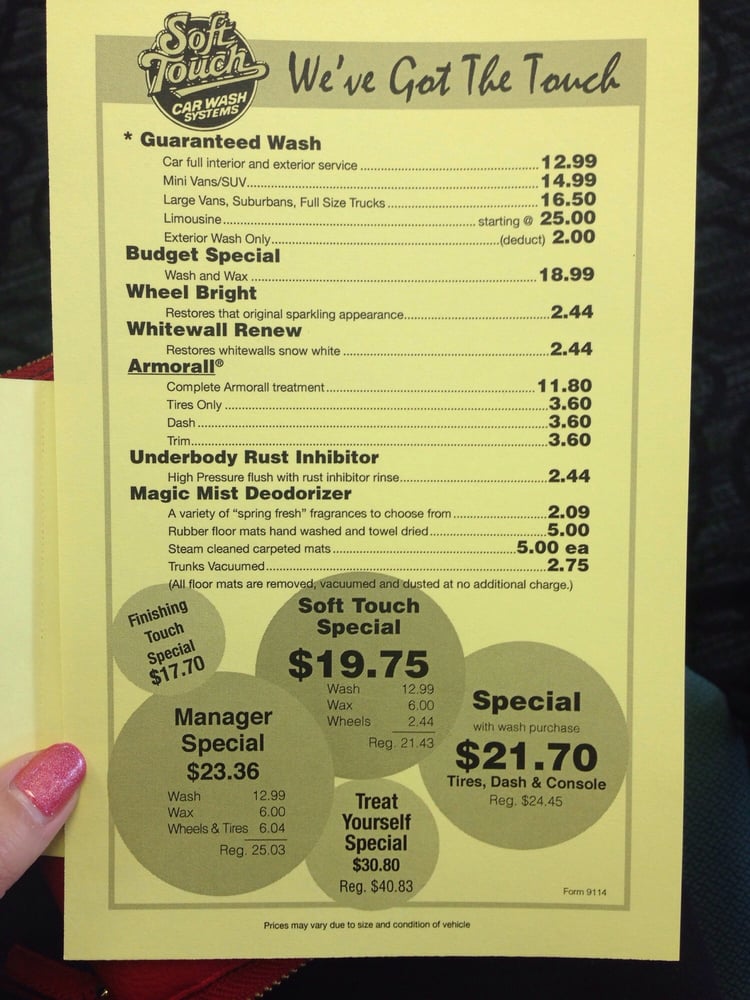 Soft
Touch
CAR WASH
SYSTEMS
We've Got The Touch
* Guaranteed Wash
Car full interior and exterior service 12.99
Mini Vans/SUV 14.99
Large Vans, Suburbans, Full Size Trucks 16.50
Limousine starting @ 25.00
Exterior Wash Only (deduct) 2.00
Budget Special
Wash and Wax 18.99
Wheel Bright
Restores that original sparkling appearance 2.44
Whitewall Renew
Restores whitewalls snow white 2.44
Armorall®
Complete Armorall treatment 11.80
Tires Only 3.60
Dash 3.60
Trim 3.60
Underbody Rust Inhibitor
High Pressure flush with rust inhibitor rinse 2.44
Magic Mist Deodorizer
A variety of "spring fresh" fragrances to choose from 2.09
Rubber floor mats hand washed and towel dried 5.00
Steam cleaned carpeted mats 5.00 ea
Trunks Vacuumed 2.75
(All floor mats are removed, vacuumed and dusted at no additional charge.)
Finishing
Touch
Special
$17.70
Soft Touch
Special
$19.75
Wash 12.99
Wax 6.00
Wheels 2.44
Reg. 21.43
Manager
Special
$23.36
Wash 12.99
Wax 6.00
Wheels & Tires 6.04
Reg. 25.03
Special
with wash purchase
$21.70
Tires, Dash & Console
Reg. $24.45
Treat
Yourself
Special
$30.80
Reg. $40.83
Form 9114
Prices may vary due to size and condition of vehicle